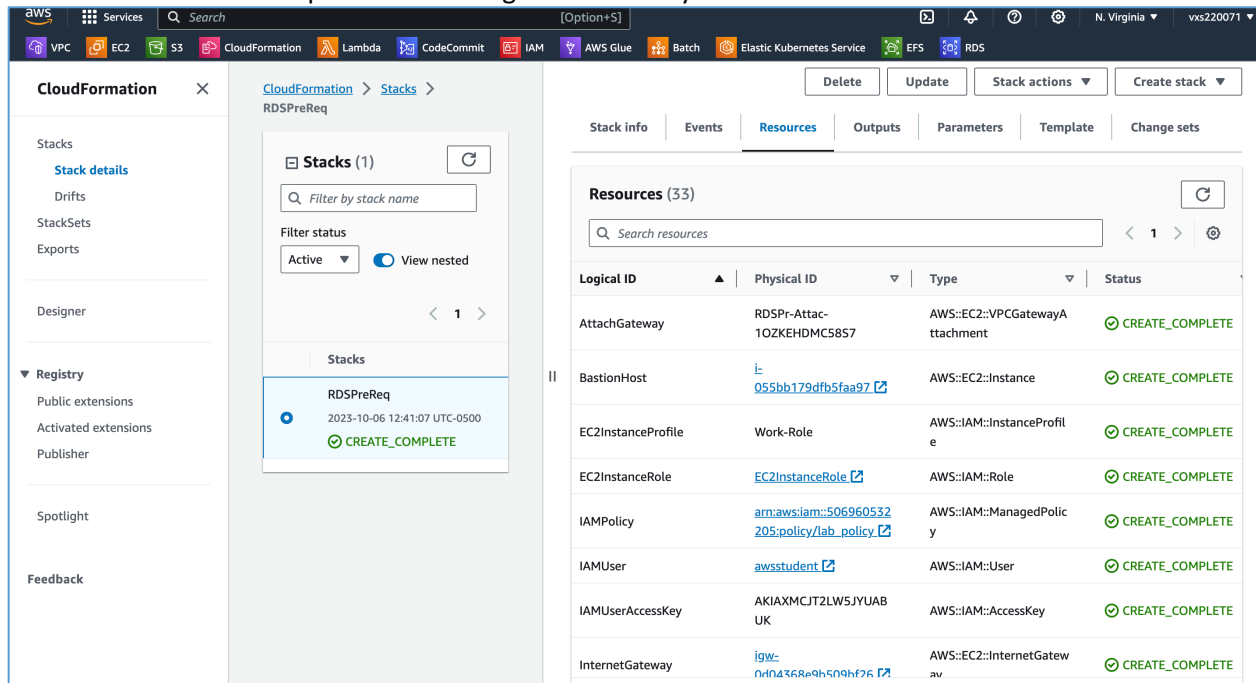 aws
Services
Search
[Option+S]
N. Virginia
vxs220071
VPC
EC2
S3
CloudFormation
Lambda
CodeCommit
IAM
AWS Glue
Batch
Elastic Kubernetes Service
EFS
RDS
CloudFormation
Stacks
Stack details
Drifts
StackSets
Exports
Designer
Registry
Public extensions
Activated extensions
Publisher
Spotlight
Feedback
CloudFormation > Stacks >
RDSPreReq
Stacks (1)
Filter by stack name
Filter status
Active
View nested
1
Stacks
RDSPreReq
2023-10-06 12:41:07 UTC-0500
CREATE_COMPLETE
Delete
Update
Stack actions
Create stack
Stack info
Events
Resources
Outputs
Parameters
Template
Change sets
Resources (33)
Search resources
1
Logical ID
Physical ID
Type
Status
AttachGateway
RDSPr-Attac-
1OZKEHDMC58S7
AWS::EC2::VPCGatewayA
ttachment
CREATE_COMPLETE
BastionHost
i-
055bb179dfb5faa97
AWS::EC2::Instance
CREATE_COMPLETE
EC2InstanceProfile
Work-Role
AWS::IAM::InstanceProfil
e
CREATE_COMPLETE
EC2InstanceRole
EC2InstanceRole
AWS::IAM::Role
CREATE_COMPLETE
IAMPolicy
arn:aws:iam::506960532
205:policy/lab_policy
AWS::IAM::ManagedPolic
y
CREATE_COMPLETE
IAMUser
awsstudent
AWS::IAM::User
CREATE_COMPLETE
IAMUserAccessKey
AKIAXMCJT2LW5JYUAB
UK
AWS::IAM::AccessKey
CREATE_COMPLETE
InternetGateway
igw-
0d04368e9b509bf26
AWS::EC2::InternetGatew
ay
CREATE_COMPLETE